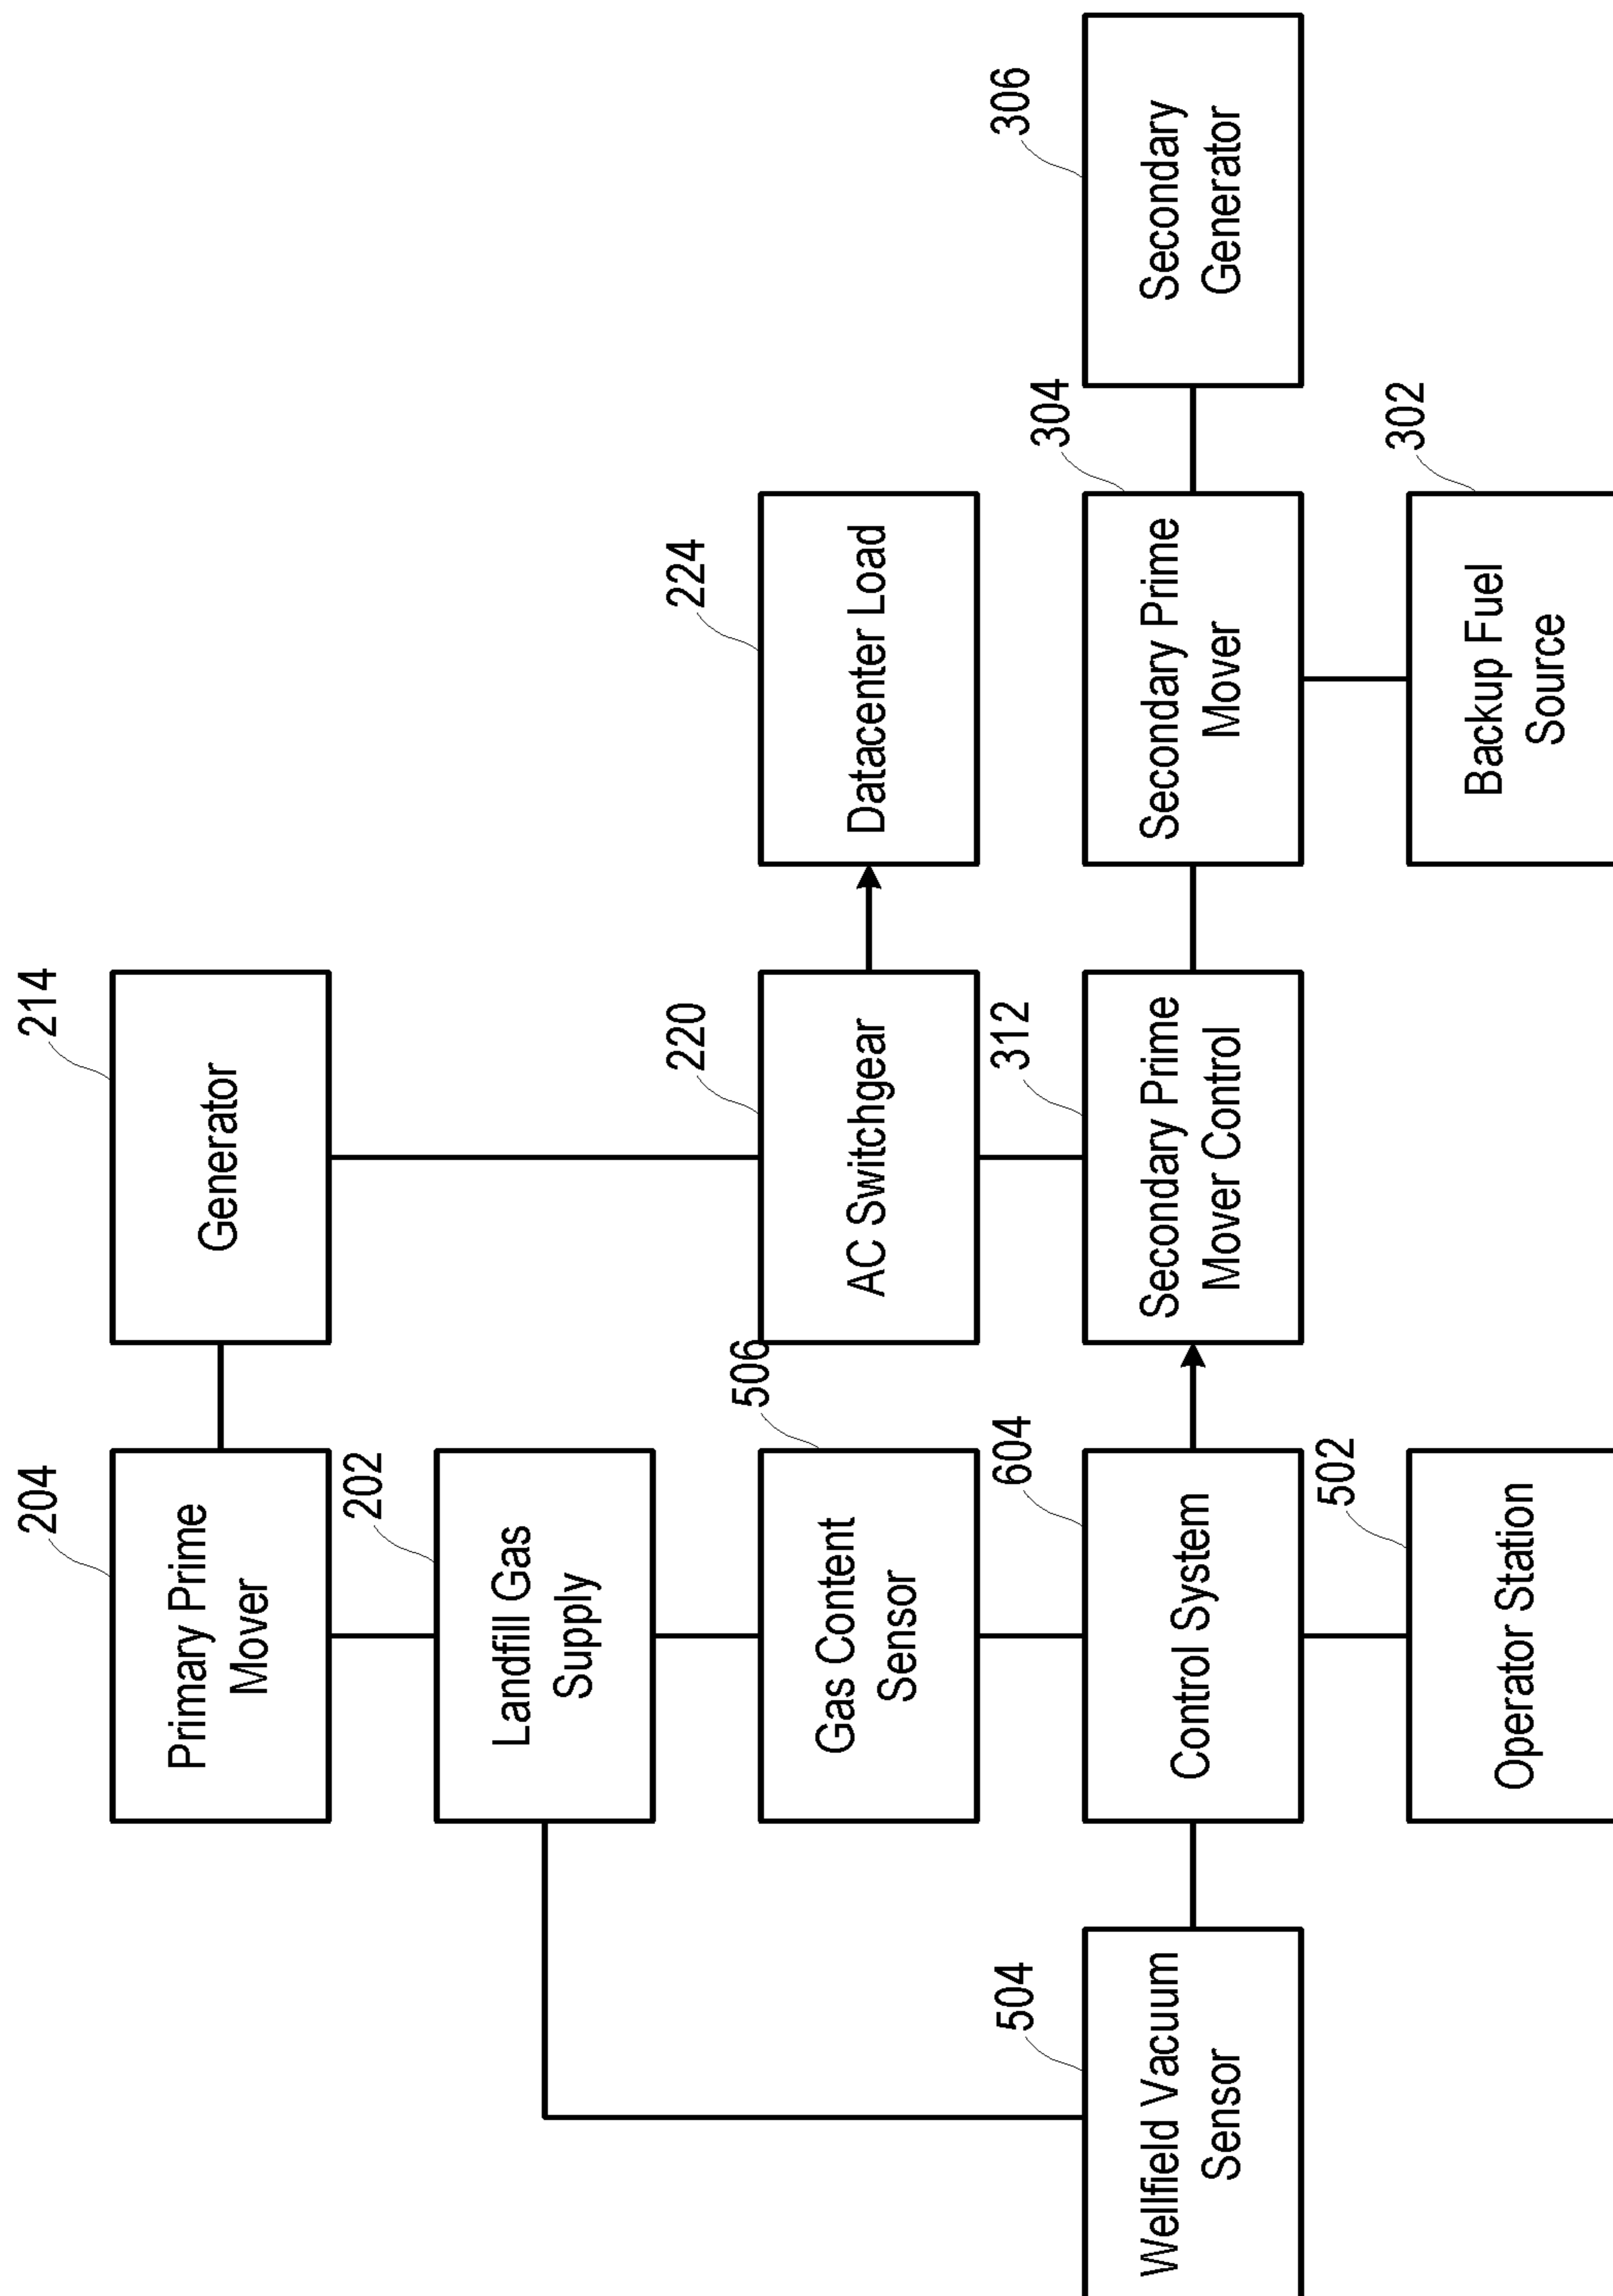 204
Primary Prime
Mover
214
Generator
202
Landfill Gas
Supply
506
Gas Content
Sensor
220
AC Switchgear
224
Datacenter Load
504
Wellfield Vacuum
Sensor
604
Control System
312
Secondary Prime
Mover Control
304
Secondary Prime
Mover
306
Secondary
Generator
502
Operator Station
302
Backup Fuel
Source